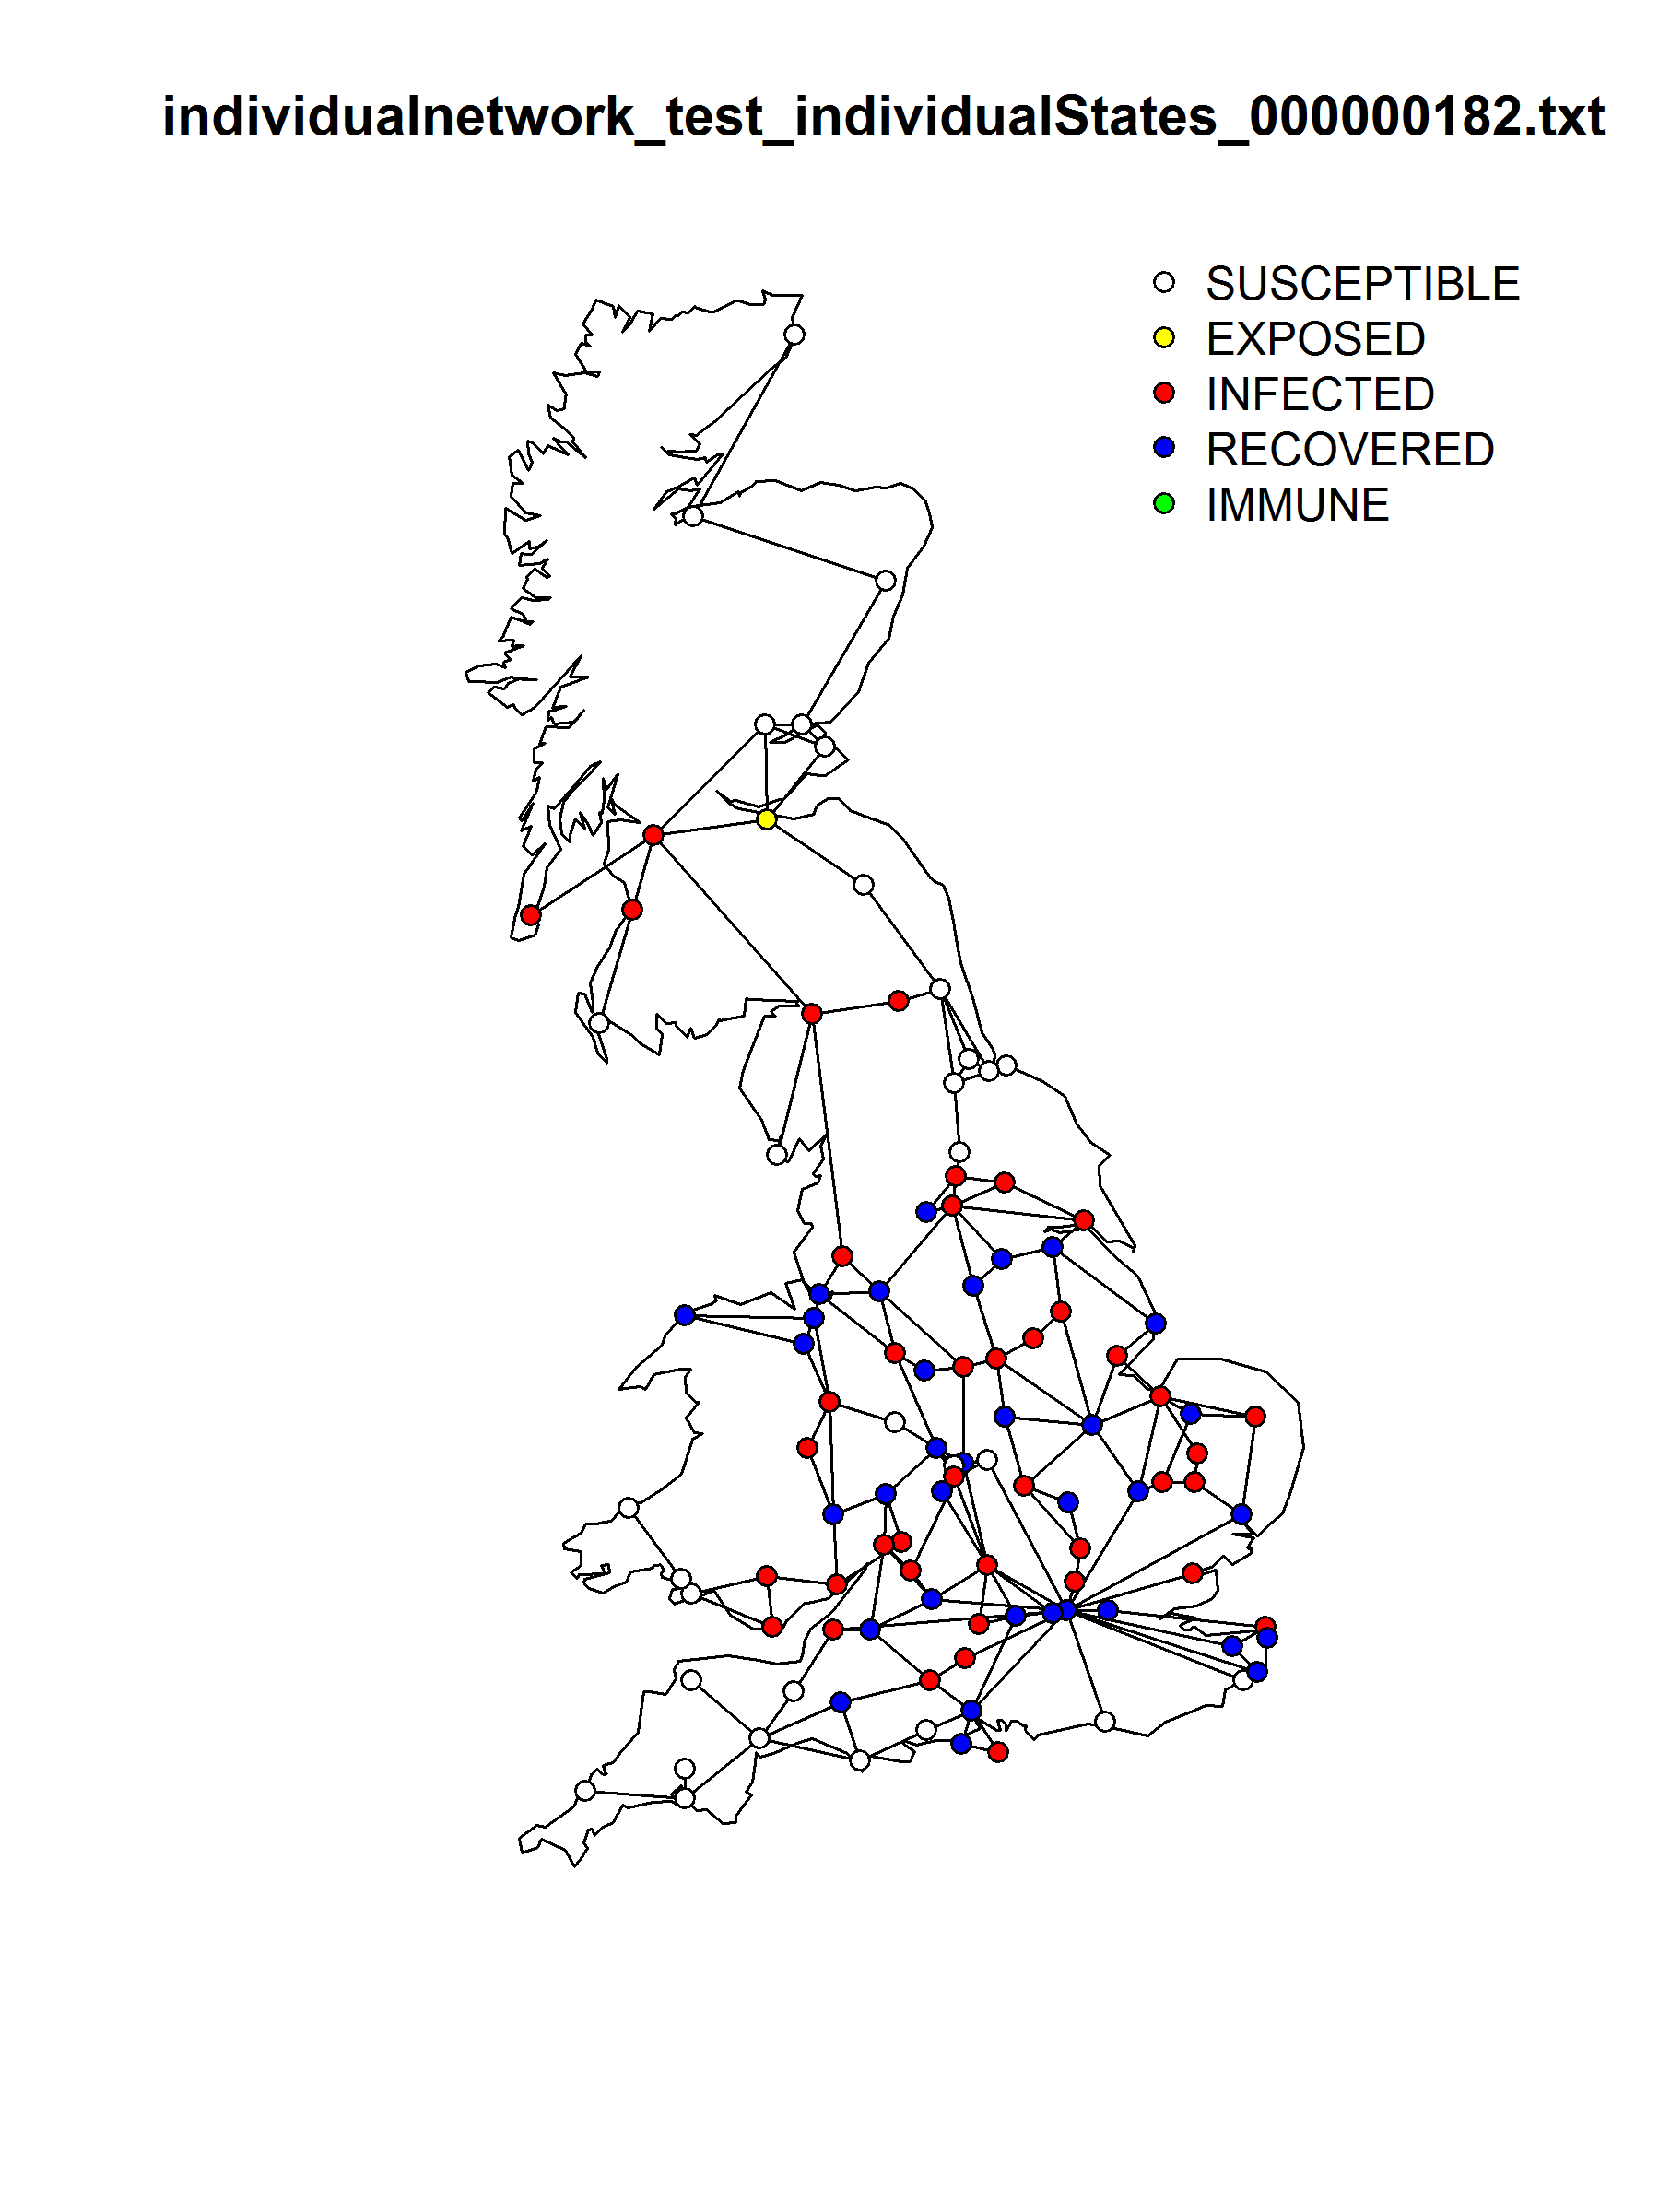 individualnetwork_test_individualStates_000000182.txt
SUSCEPTIBLE
EXPOSED
INFECTED
RECOVERED
IMMUNE